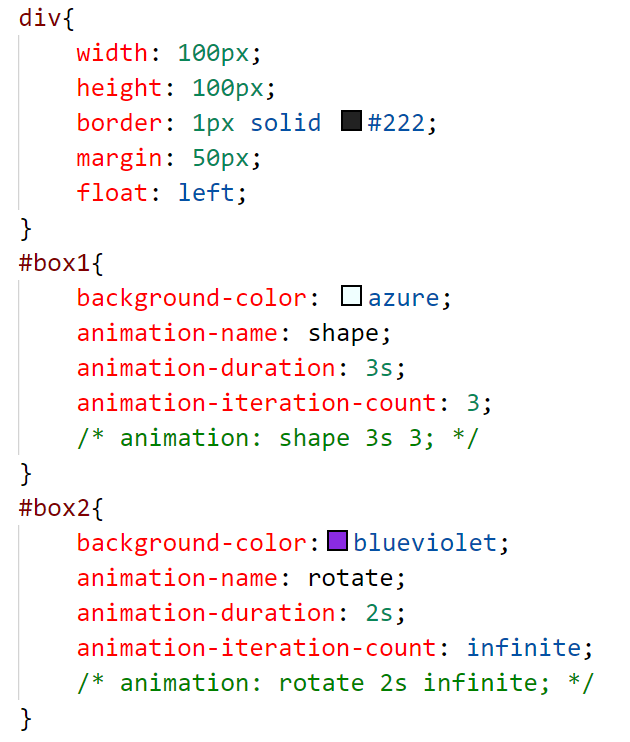 div{
    width: 100px;
    height: 100px;
    border: 1px solid #222;
    margin: 50px;
    float: left;
}
#box1{
    background-color: azure;
    animation-name: shape;
    animation-duration: 3s;
    animation-iteration-count: 3;
    /* animation: shape 3s 3; */
}
#box2{
    background-color:blueviolet;
    animation-name: rotate;
    animation-duration: 2s;
    animation-iteration-count: infinite;
    /* animation: rotate 2s infinite; */
}